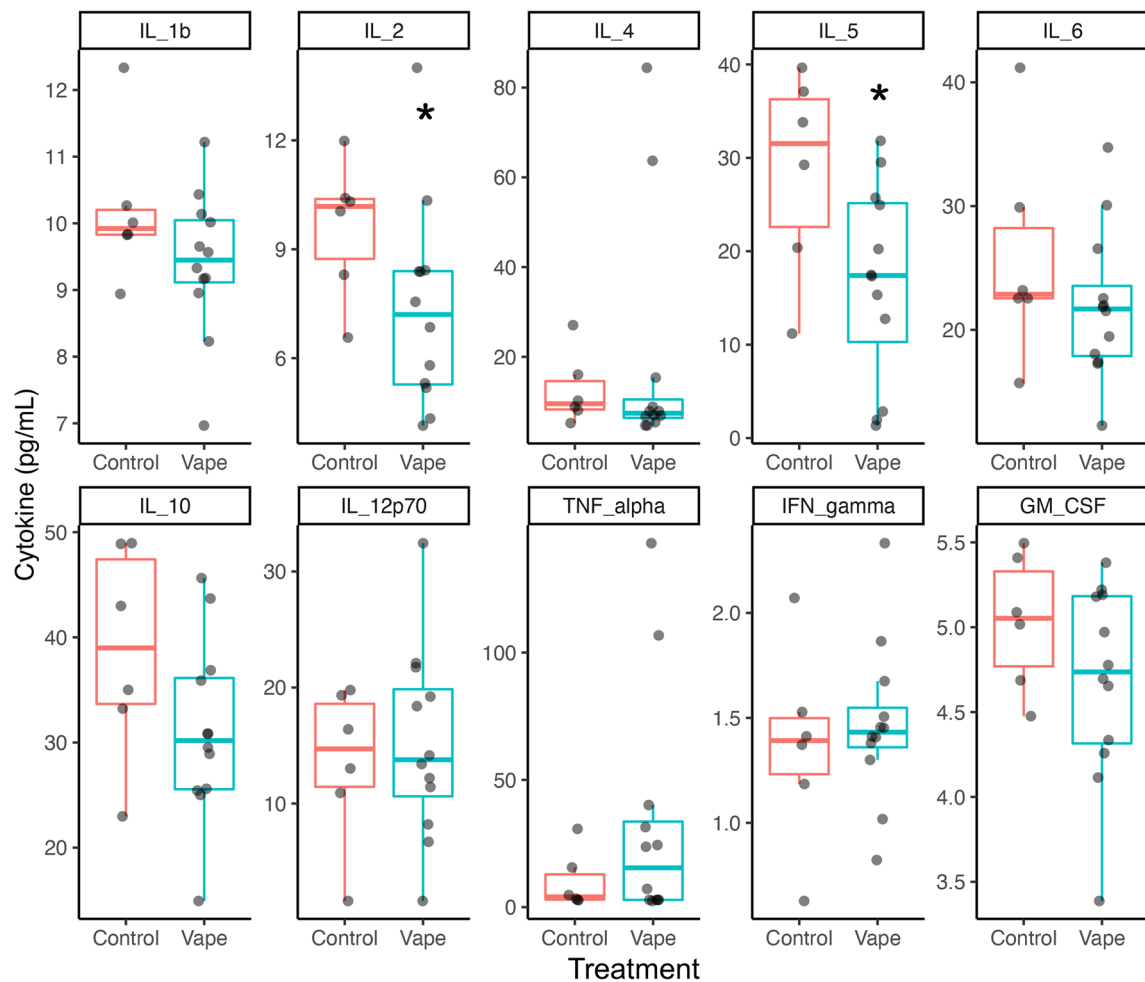 IL_1b IL_2 IL_4 IL_5 IL_6
12 11 10 9 8 7
12 9 6
*
80 60 40 20
40 30 20 10 0
*
40 30 20
Control Vape Control Vape Control Vape Control Vape Control Vape
Cytokine (pg/mL)
IL_10 IL_12p70 TNF_alpha IFN_gamma GM_CSF
50 40 30 20
30 20 10
100 50 0
2.0 1.5 1.0
5.5 5.0 4.5 4.0 3.5
Control Vape Control Vape Control Vape Control Vape Control Vape
Treatment